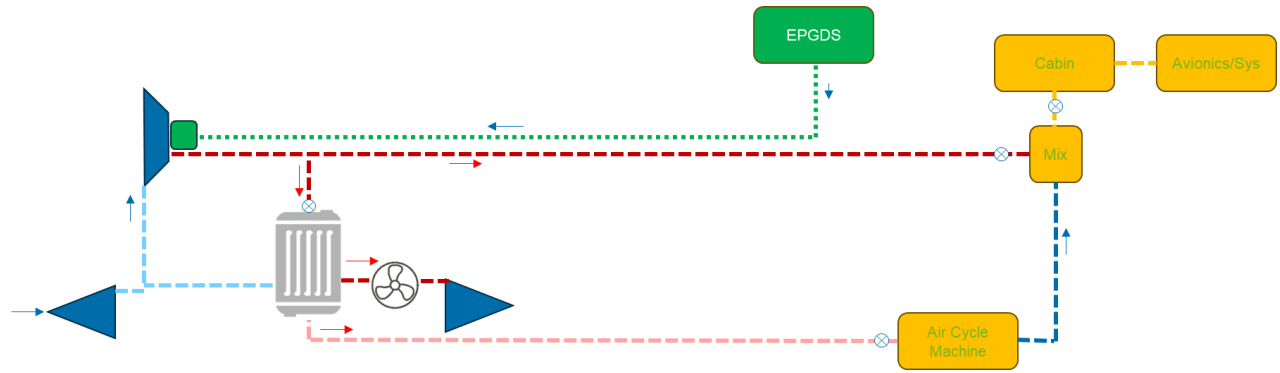 EPGDS
Cabin
Avionics/Sys
Mix
Air Cycle
Machine